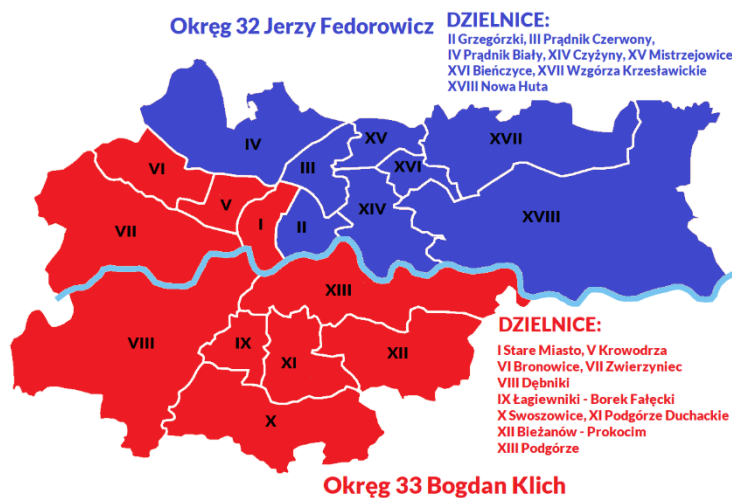 Okręg 32 Jerzy Fedorowicz
DZIELNICE:
II Grzegórzki, III Prądnik Czerwony,
IV Prądnik Biały, XIV Czyżyny, XV Mistrzejowice
XVI Bieńczyce, XVII Wzgórza Krzesławickie
XVIII Nowa Huta
IV
XV
XVII
VI
III
XVI
V
XIV
VII
I
II
XVIII
XIII
VIII
IX
XI
XII
X
DZIELNICE:
I Stare Miasto, V Krowodrza
VI Bronowice, VII Zwierzyniec
VIII Dębniki
IX Łagiewniki - Borek Fałęcki
X Swoszowice, XI Podgórze Duchackie
XII Bieżanów - Prokocim
XIII Podgórze
Okręg 33 Bogdan Klich